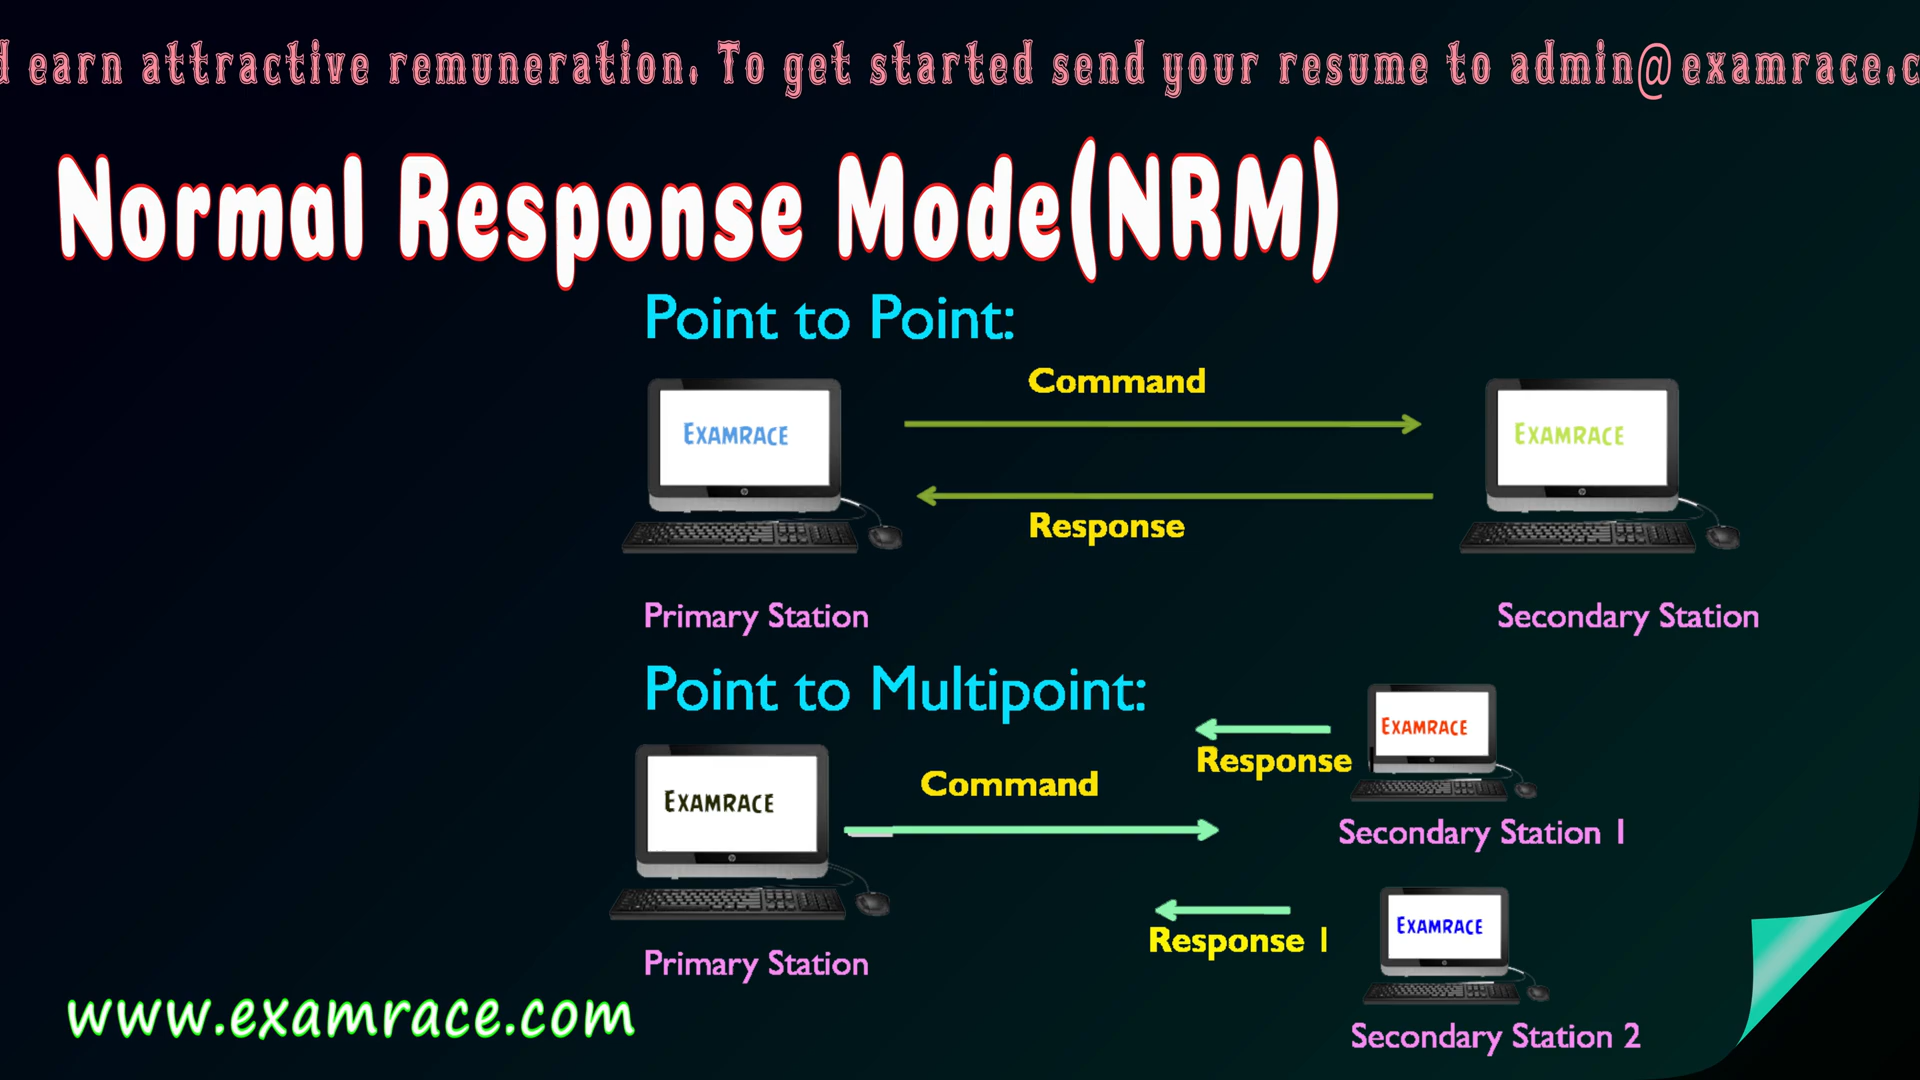 earn attractive remuneration. To get started send your resume to admin@examrace.c
Normal Response Mode(NRM)
Point to Point:
Command
Examrace
Examrace
Response
Primary Station
Secondary Station
Point to Multipoint:
Examrace
Response
Command
Examrace
Secondary Station 1
Examrace
Response 1
Primary Station
www.examrace.com
Secondary Station 2